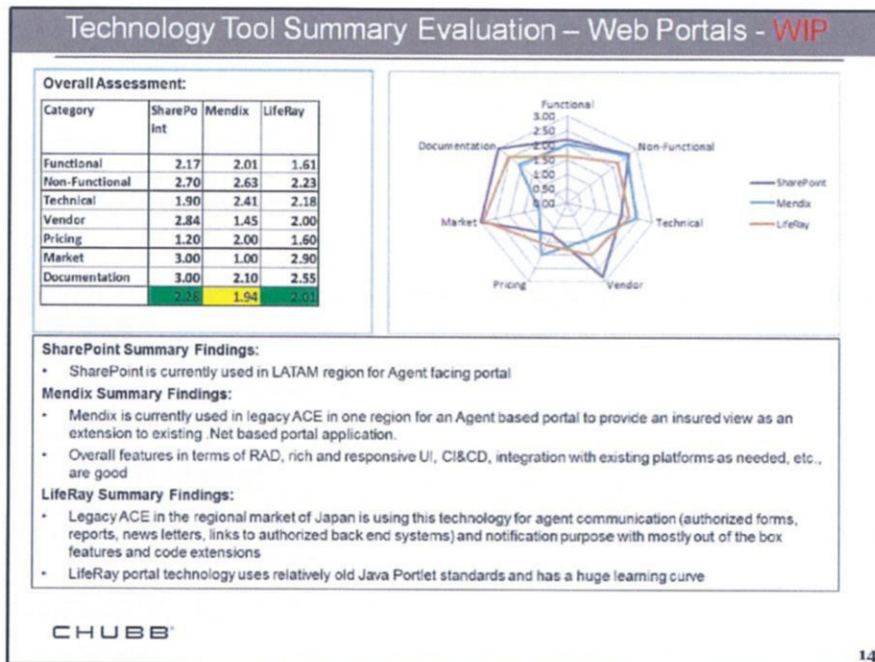 Technology Tool Summary Evaluation – Web Portals - WIP
Overall Assessment:
Category SharePo Mendix LifeRay
int
Functional 2.17 2.01 1.61
Non-Functional 2.70 2.63 2.23
Technical 1.90 2.41 2.18
Vendor 2.84 1.45 2.00
Pricing 1.20 2.00 1.60
Market 3.00 1.00 2.90
Documentation 3.00 2.10 2.55
2.26 1.94 2.01
Functional
3.00
2.50
2.00
1.50
1.00
0.50
0.00
Documentation
Non-Functional
Market
Technical
Pricing
Vendor
SharePoint
Mendix
LifeRay
SharePoint Summary Findings:
• SharePoint is currently used in LATAM region for Agent facing portal
Mendix Summary Findings:
• Mendix is currently used in legacy ACE in one region for an Agent based portal to provide an insured view as an
extension to existing .Net based portal application.
• Overall features in terms of RAD, rich and responsive UI, CI&CD, integration with existing platforms as needed, etc.,
are good
LifeRay Summary Findings:
• Legacy ACE in the regional market of Japan is using this technology for agent communication (authorized forms,
reports, news letters, links to authorized back end systems) and notification purpose with mostly out of the box
features and code extensions
• LifeRay portal technology uses relatively old Java Portlet standards and has a huge learning curve
CHUBB®
14